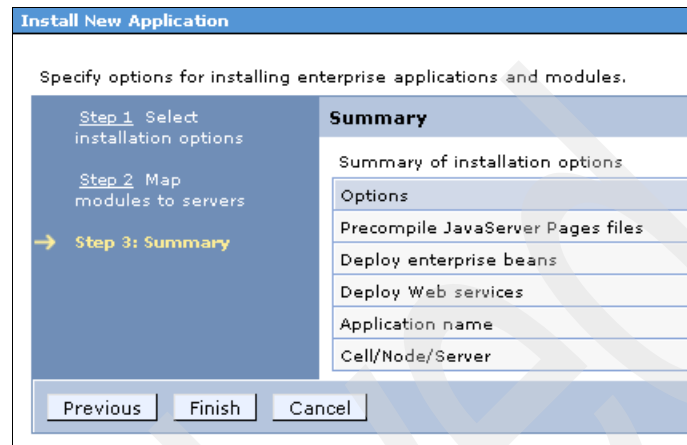 Install New Application
Specify options for installing enterprise applications and modules.
Step 1 Select
installation options
Step 2 Map
modules to servers
Step 3: Summary
Summary
Summary of installation options
Options
Precompile JavaServer Pages files
Deploy enterprise beans
Deploy Web services
Application name
Cell/Node/Server
Previous Finish Cancel